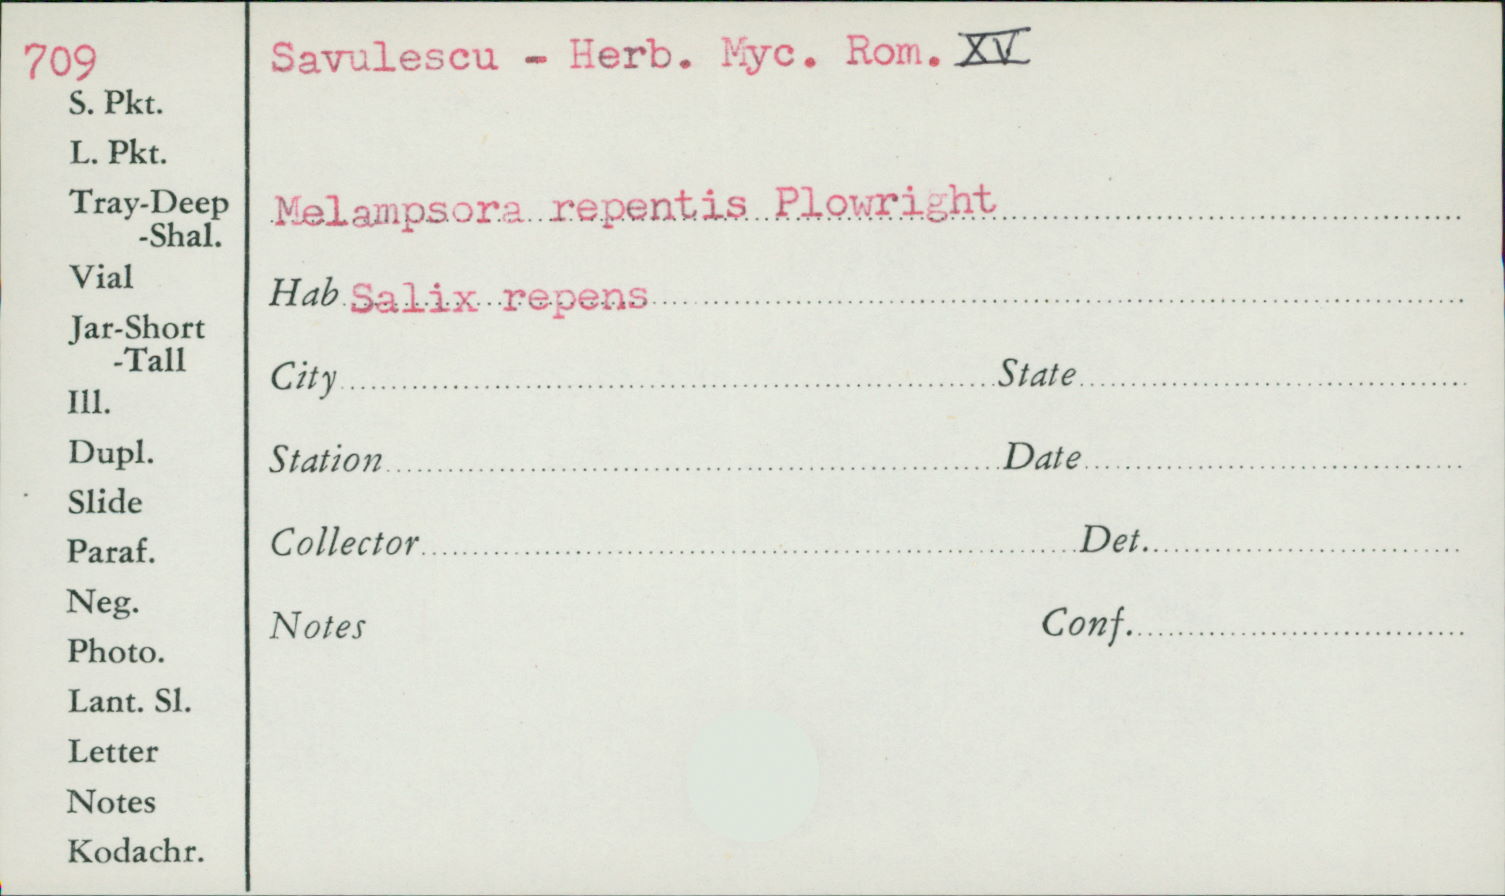 709
S. Pkt.
L. Pkt.
Tray-Deep
-Shal.
Vial
Jar-Short
-Tall
Ill.
Dupl.
Slide
Paraf.
Neg.
Photo.
Lant. Sl.
Letter
Notes
Kodachr.
Savulescu - Herb. Myc. Rom. XV
Melampsora repentis Plowright
Hab Salix repens
City State
Station Date
Collector Det.
Notes Conf.